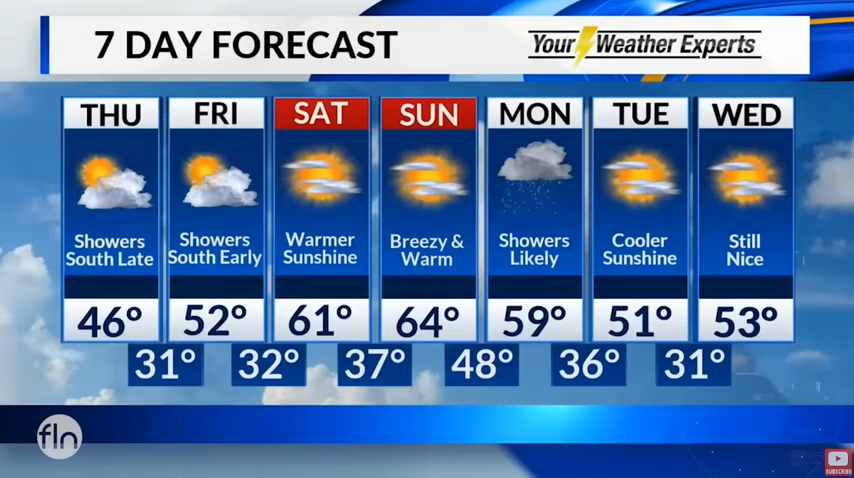 7 DAY FORECAST
Your Weather Experts
THU FRI SAT SUN MON TUE WED
Showers South Late
Showers South Early
Warmer Sunshine
Breezy & Warm
Showers Likely
Cooler Sunshine
Still Nice
46° 52° 61° 64° 59° 51° 53°
31° 32° 37° 48° 36° 31°
fln
SUBSCRIBE